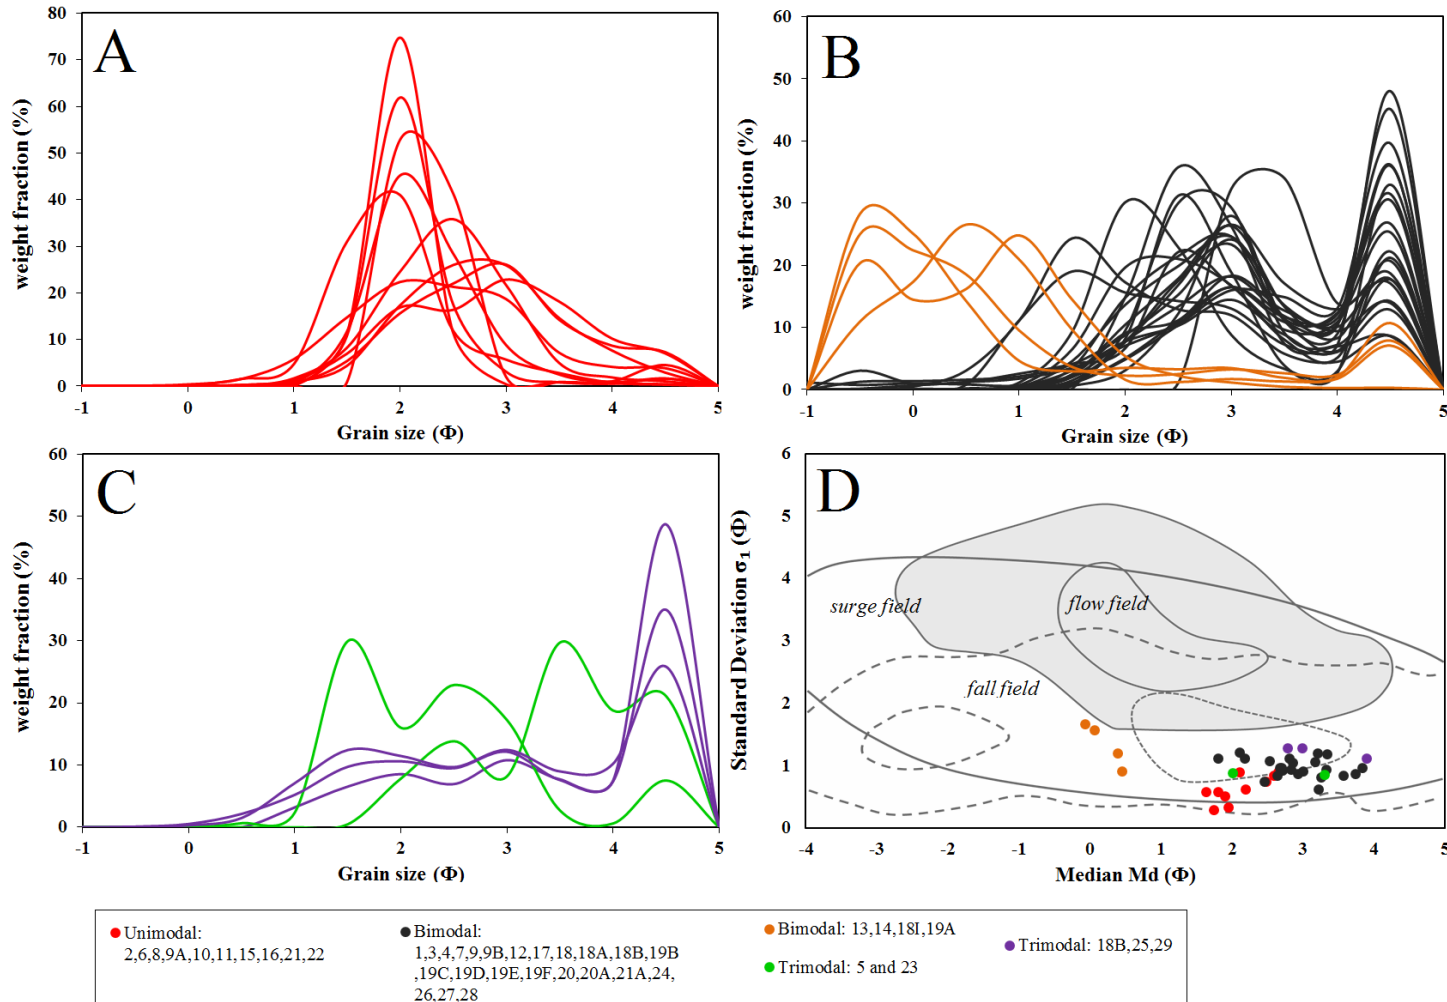 A
weight fraction (%)
80
70
60
50
40
30
20
10
0
-1 0 1 2 3 4 5
Grain size (Φ)
B
weight fraction (%)
60
50
40
30
20
10
0
-1 0 1 2 3 4 5
Grain size (Φ)
C
weight fraction (%)
60
50
40
30
20
10
0
-1 0 1 2 3 4 5
Grain size (Φ)
D
Standard Deviation σ₁ (Φ)
6
5
4
3
2
1
0
surge field
flow field
fall field
-4 -3 -2 -1 0 1 2 3 4 5
Median Md (Φ)
Unimodal:
2,6,8,9A,10,11,15,16,21,22
Bimodal:
1,3,4,7,9,9B,12,17,18,18A,18B,19B
,19C,19D,19E,19F,20,20A,21A,24,
26,27,28
Bimodal: 13,14,18I,19A
Trimodal: 5 and 23
Trimodal: 18B,25,29